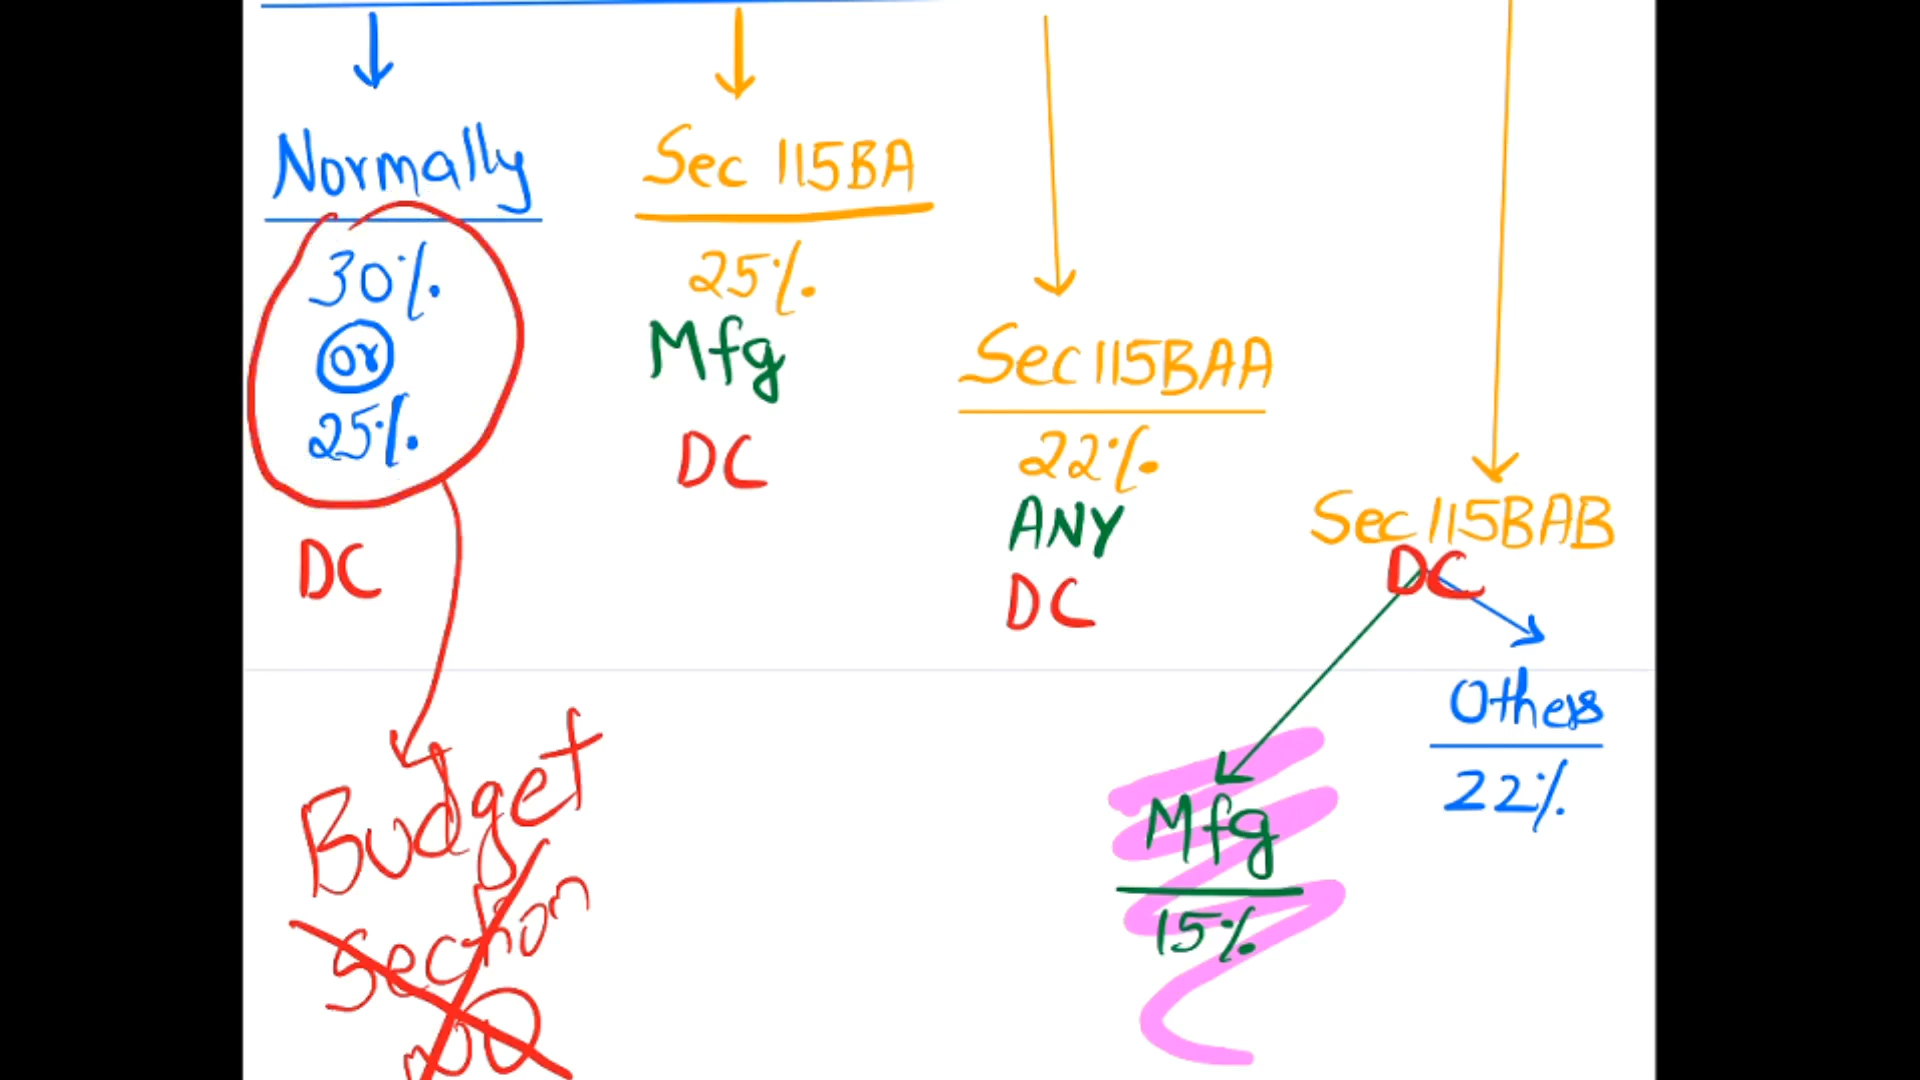 Normally
30%
or
25%
DC
Sec 115BA
25%
Mfg
DC
Sec 115BAA
22%
ANY
DC
Sec 115BAB
DC
Others
22%
Mfg
15%
Budget
Section
no